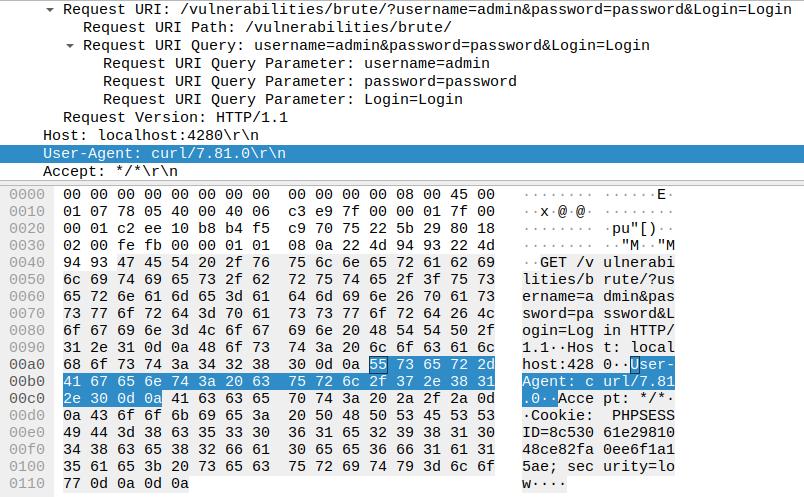 Request URI: /vulnerabilities/brute/?username=admin&password=password&Login=Login
Request URI Path: /vulnerabilities/brute/
Request URI Query: username=admin&password=password&Login=Login
Request URI Query Parameter: username=admin
Request URI Query Parameter: password=password
Request URI Query Parameter: Login=Login
Request Version: HTTP/1.1
Host: localhost:4280\r\n
User-Agent: curl/7.81.0\r\n
Accept: */*\r\n
0000 00 00 00 00 00 00 00 00 00 00 00 00 08 00 45 00 ········ ······E·
0010 01 07 78 05 40 00 40 06 c3 e9 7f 00 00 01 7f 00 ··x·@·@· ········
0020 00 01 c2 ee 10 b8 b4 f5 c9 70 75 22 5b 29 80 18 ········ ·pu"[)··
0030 02 00 fe fb 00 00 01 01 08 0a 22 4d 94 93 22 4d ········ ··"M··"M
0040 94 93 47 45 54 20 2f 76 75 6c 6e 65 72 61 62 69 ··GET /v ulnerabi
0050 6c 69 74 69 65 73 2f 62 72 75 74 65 2f 3f 75 73 lities/b rute/?us
0060 65 72 6e 61 6d 65 3d 61 64 6d 69 6e 26 70 61 73 ername=a dmin&pas
0070 73 77 6f 72 64 3d 70 61 73 73 77 6f 72 64 26 4c sword=pa ssword&L
0080 6f 67 69 6e 3d 4c 6f 67 69 6e 20 48 54 54 50 2f ogin=Log in HTTP/
0090 31 2e 31 0d 0a 48 6f 73 74 3a 20 6c 6f 63 61 6c 1.1··Hos t: local
00a0 68 6f 73 74 3a 34 32 38 30 0d 0a 55 73 65 72 2d host:428 0··User-
00b0 41 67 65 6e 74 3a 20 63 75 72 6c 2f 37 2e 38 31 Agent: c url/7.81
00c0 2e 30 0d 0a 41 63 63 65 70 74 3a 20 2a 2f 2a 0d .0··Acce pt: */*·
00d0 0a 43 6f 6f 6b 69 65 3a 20 50 48 50 53 45 53 53 ·Cookie: PHPSESS
00e0 49 44 3d 38 63 35 33 30 36 31 65 32 39 38 31 30 ID=8c530 61e29810
00f0 34 38 63 65 38 32 66 61 30 65 65 36 66 31 61 31 48ce82fa 0ee6f1a1
0100 35 61 65 3b 20 73 65 63 75 72 69 74 79 3d 6c 6f 5ae; sec urity=lo
0110 77 0d 0a 0d 0a w····